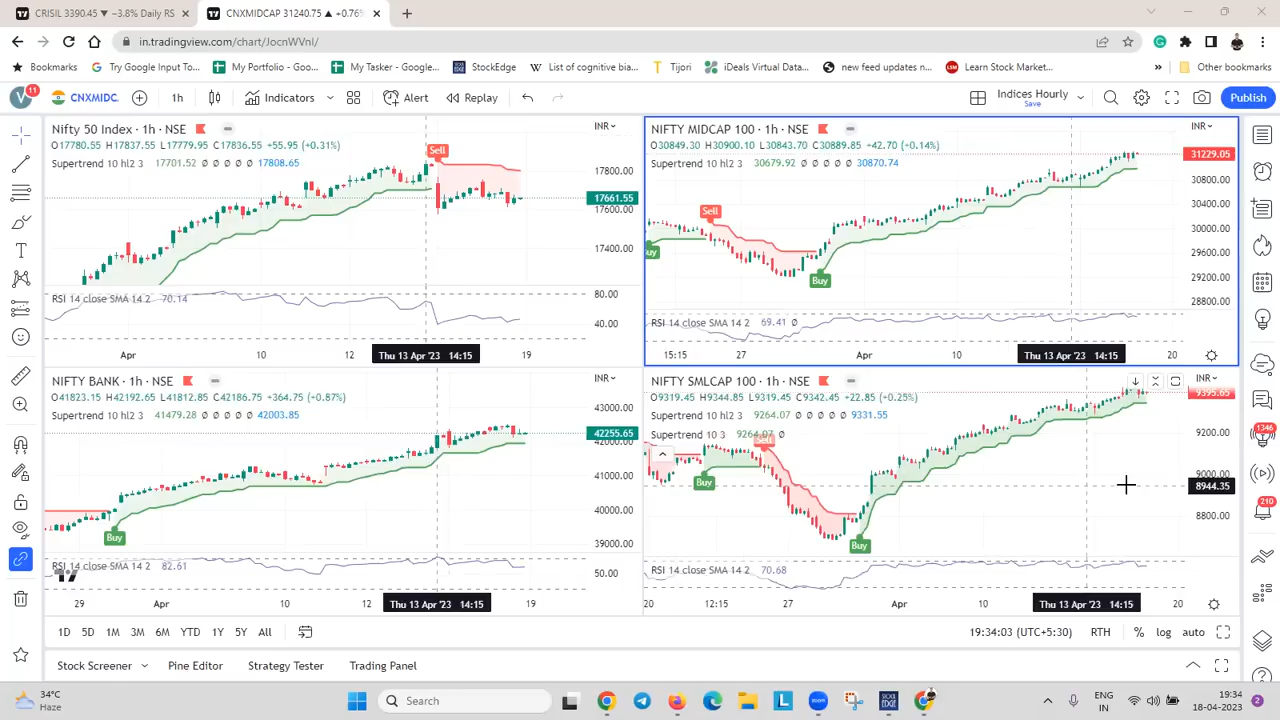 CRISIL 3390.45 ▼ −3.8% Daily RS
CNXMIDCAP 31240.75 ▲ +0.76%
in.tradingview.com/chart/JocnWVnI/
Bookmarks
Try Google Input To...
My Portfolio - Goo...
My Tasker - Google...
StockEdge
List of cognitive bia...
Tijori
iDeals Virtual Data...
new feed updates n...
Learn Stock Market...
»
Other bookmarks
11
CNXMIDC.
1h
Indicators
Alert
Replay
Indices Hourly
Save
Publish
Nifty 50 Index · 1h · NSE
INR
O17780.55 H17837.55 L17779.95 C17836.55 +55.95 (+0.31%)
Supertrend 10 hl2 3 17701.52 Ø Ø Ø Ø Ø 17808.65
Sell
17800.00
17661.55
17600.00
17400.00
RSI 14 close SMA 14 2 70.14
80.00
40.00
Apr
10
12
Thu 13 Apr '23 14:15
19
NIFTY MIDCAP 100 · 1h · NSE
INR
O30849.30 H30900.10 L30843.70 C30889.85 +42.70 (+0.14%)
Supertrend 10 hl2 3 30679.92 Ø Ø Ø Ø Ø 30870.74
31229.05
30800.00
30400.00
30000.00
29600.00
29200.00
28800.00
Sell
Buy
RSI 14 close SMA 14 2 69.41 Ø
15:15
27
Apr
10
Thu 13 Apr '23 14:15
20
NIFTY BANK · 1h · NSE
INR
O41823.15 H42192.65 L41812.85 C42186.75 +364.75 (+0.87%)
Supertrend 10 hl2 3 41479.28 Ø Ø Ø Ø Ø 42003.85
43000.00
42255.65
42000.00
41000.00
40000.00
39000.00
Buy
RSI 14 close SMA 14 2 82.61
50.00
29
Apr
10
12
Thu 13 Apr '23 14:15
19
NIFTY SMLCAP 100 · 1h · NSE
INR
O9319.45 H9344.85 L9319.45 C9342.45 +22.85 (+0.25%)
Supertrend 10 hl2 3 9264.07 Ø Ø Ø Ø Ø 9331.55
Supertrend 10 3 9264.07 Ø
9395.65
9200.00
9000.00
8944.35
8800.00
Sell
Buy
Buy
RSI 14 close SMA 14 2 70.68
20
12:15
27
Apr
10
Thu 13 Apr '23 14:15
20
1346
210
1D 5D 1M 3M 6M YTD 1Y 5Y All
19:34:03 (UTC+5:30) RTH % log auto
Stock Screener
Pine Editor
Strategy Tester
Trading Panel
34°C
Haze
Search
ENG
IN
19:34
18-04-2023
2